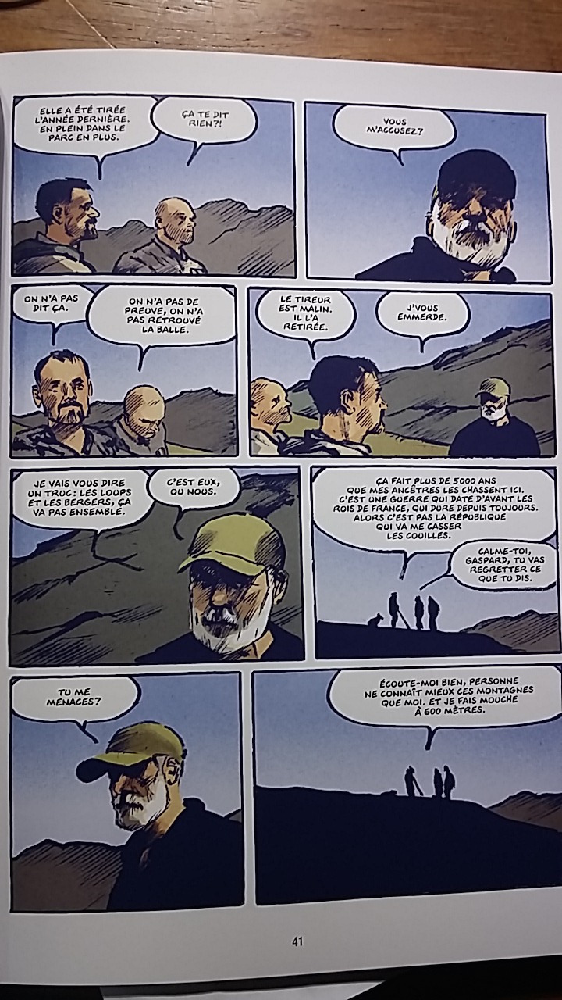 ELLE A ÉTÉ TIRÉE
L'ANNÉE DERNIÈRE.
EN PLEIN DANS LE
PARC EN PLUS.
ÇA TE DIT
RIEN?!
VOUS
M'ACCUSEZ?
ON N'A PAS
DIT ÇA.
ON N'A PAS DE
PREUVE, ON N'A
PAS RETROUVÉ
LA BALLE.
LE TIREUR
EST MALIN.
IL L'A
RETIRÉE.
J'VOUS
EMMERDE.
JE VAIS VOUS DIRE
UN TRUC: LES LOUPS
ET LES BERGERS, ÇA
VA PAS ENSEMBLE.
C'EST EUX,
OU NOUS.
ÇA FAIT PLUS DE 5000 ANS
QUE MES ANCÊTRES LES CHASSENT ICI.
C'EST UNE GUERRE QUI DATE D'AVANT LES
ROIS DE FRANCE, QUI DURE DEPUIS TOUJOURS.
ALORS C'EST PAS LA RÉPUBLIQUE
QUI VA ME CASSER
LES COUILLES.
CALME-TOI,
GASPARD, TU VAS
REGRETTER CE
QUE TU DIS.
TU ME
MENACES?
ÉCOUTE-MOI BIEN, PERSONNE
NE CONNAÎT MIEUX CES MONTAGNES
QUE MOI. ET JE FAIS MOUCHE
À 600 MÈTRES.
41